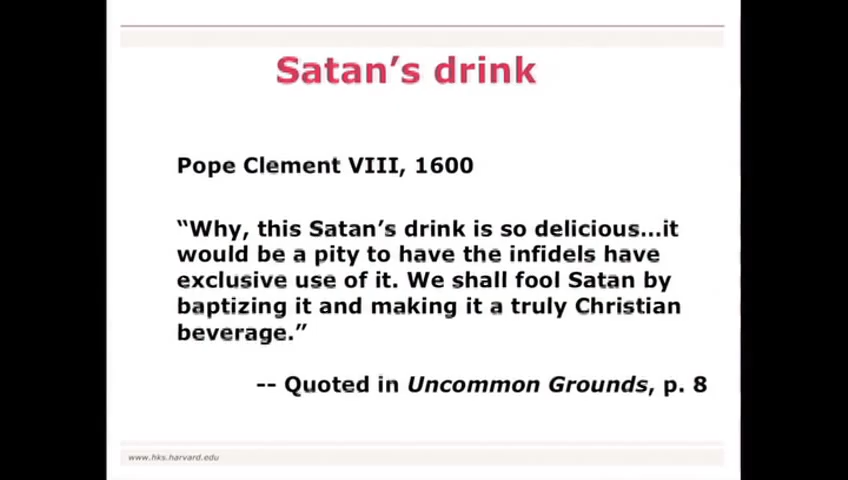 Satan’s drink
Pope Clement VIII, 1600
“Why, this Satan’s drink is so delicious...it
would be a pity to have the infidels have
exclusive use of it. We shall fool Satan by
baptizing it and making it a truly Christian
beverage.”
-- Quoted in Uncommon Grounds, p. 8
www.hks.harvard.edu